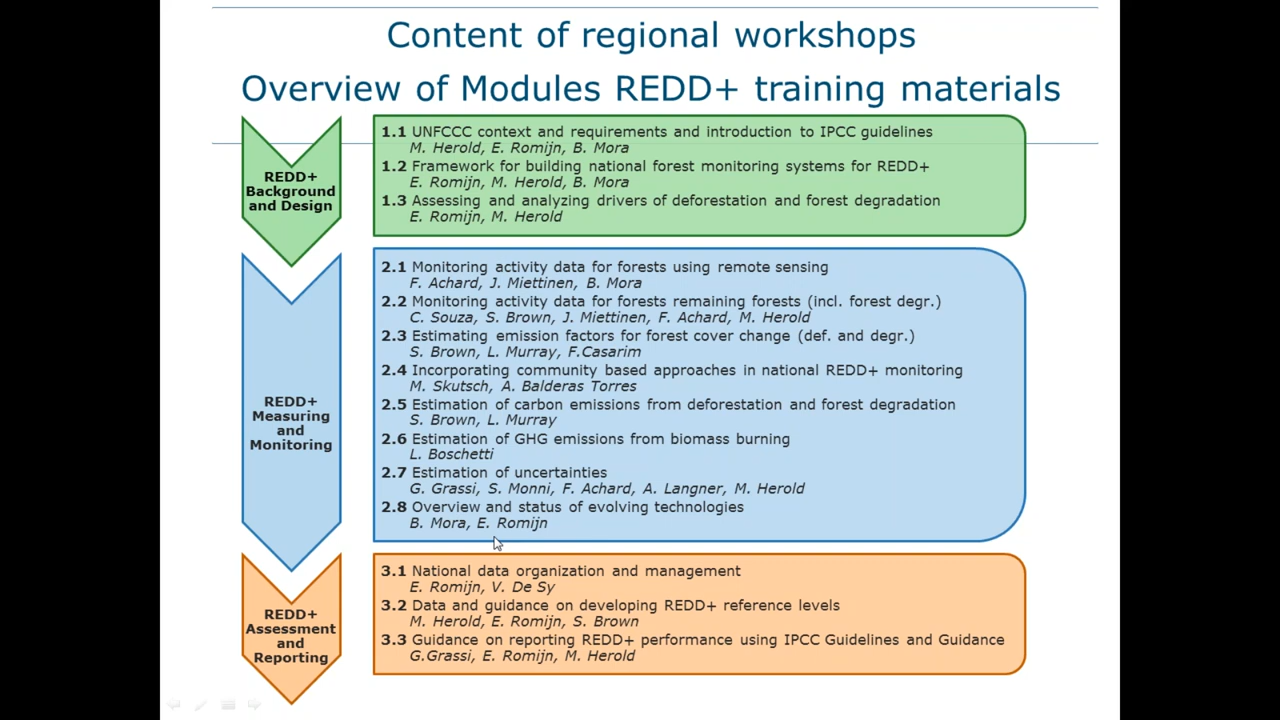 Content of regional workshops
Overview of Modules REDD+ training materials
REDD+
Background
and Design
1.1 UNFCCC context and requirements and introduction to IPCC guidelines
M. Herold, E. Romijn, B. Mora
1.2 Framework for building national forest monitoring systems for REDD+
E. Romijn, M. Herold, B. Mora
1.3 Assessing and analyzing drivers of deforestation and forest degradation
E. Romijn, M. Herold
REDD+
Measuring
and
Monitoring
2.1 Monitoring activity data for forests using remote sensing
F. Achard, J. Miettinen, B. Mora
2.2 Monitoring activity data for forests remaining forests (incl. forest degr.)
C. Souza, S. Brown, J. Miettinen, F. Achard, M. Herold
2.3 Estimating emission factors for forest cover change (def. and degr.)
S. Brown, L. Murray, F.Casarim
2.4 Incorporating community based approaches in national REDD+ monitoring
M. Skutsch, A. Balderas Torres
2.5 Estimation of carbon emissions from deforestation and forest degradation
S. Brown, L. Murray
2.6 Estimation of GHG emissions from biomass burning
L. Boschetti
2.7 Estimation of uncertainties
G. Grassi, S. Monni, F. Achard, A. Langner, M. Herold
2.8 Overview and status of evolving technologies
B. Mora, E. Romijn
REDD+
Assessment
and
Reporting
3.1 National data organization and management
E. Romijn, V. De Sy
3.2 Data and guidance on developing REDD+ reference levels
M. Herold, E. Romijn, S. Brown
3.3 Guidance on reporting REDD+ performance using IPCC Guidelines and Guidance
G.Grassi, E. Romijn, M. Herold